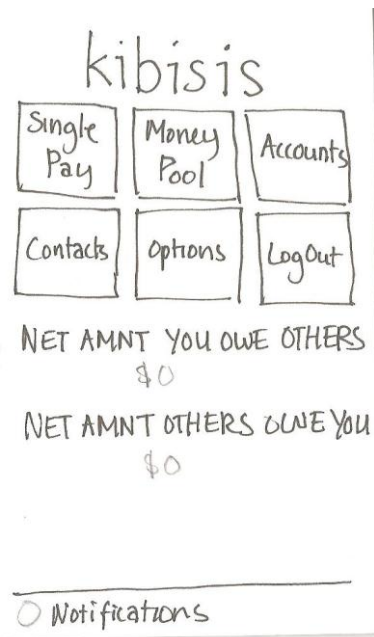 kibisis
Single
Pay
Money
Pool
Accounts
Contacts
Options
LogOut
NET AMNT YOU OWE OTHERS
$0
NET AMNT OTHERS OWE YOU
$0
Notifications